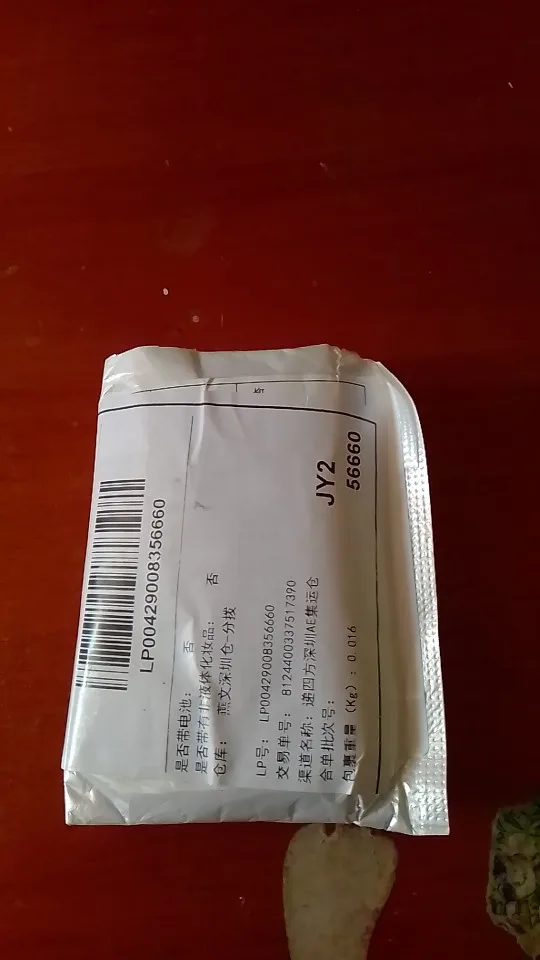 LP00429008356660
是否带电池： 否
是否带有非液体化妆品： 否
仓库： 燕文深圳仓-分拨
LP号： LP00429008356660
交易单号： 8124400337517390
渠道名称：递四方深圳AE集运仓
合单批次号：
包裹重量（Kg）：0.016
JY2
56660